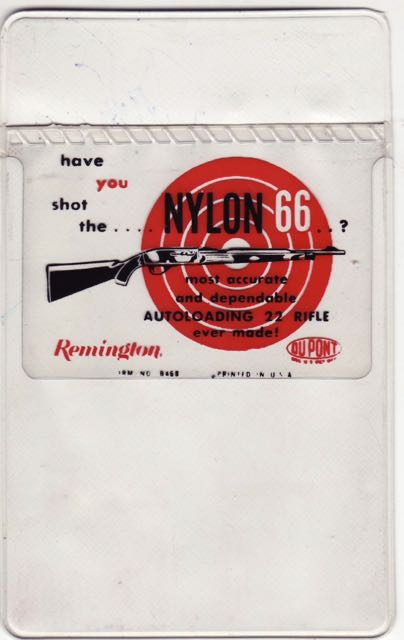 have
you
shot
the .... NYLON 66 ..?
most accurate
and dependable
AUTOLOADING 22 RIFLE
ever made!
Remington.
DU PONT
PRINTED IN U.S.A